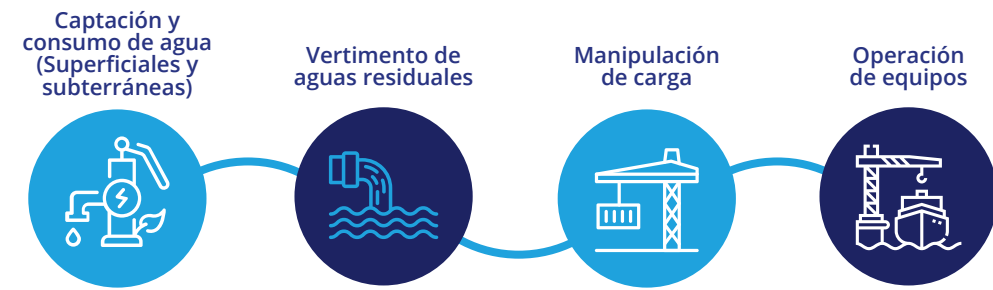 Captación y
consumo de agua
(Superficiales y
subterráneas)
Vertimento de
aguas residuales
Manipulación
de carga
Operación
de equipos